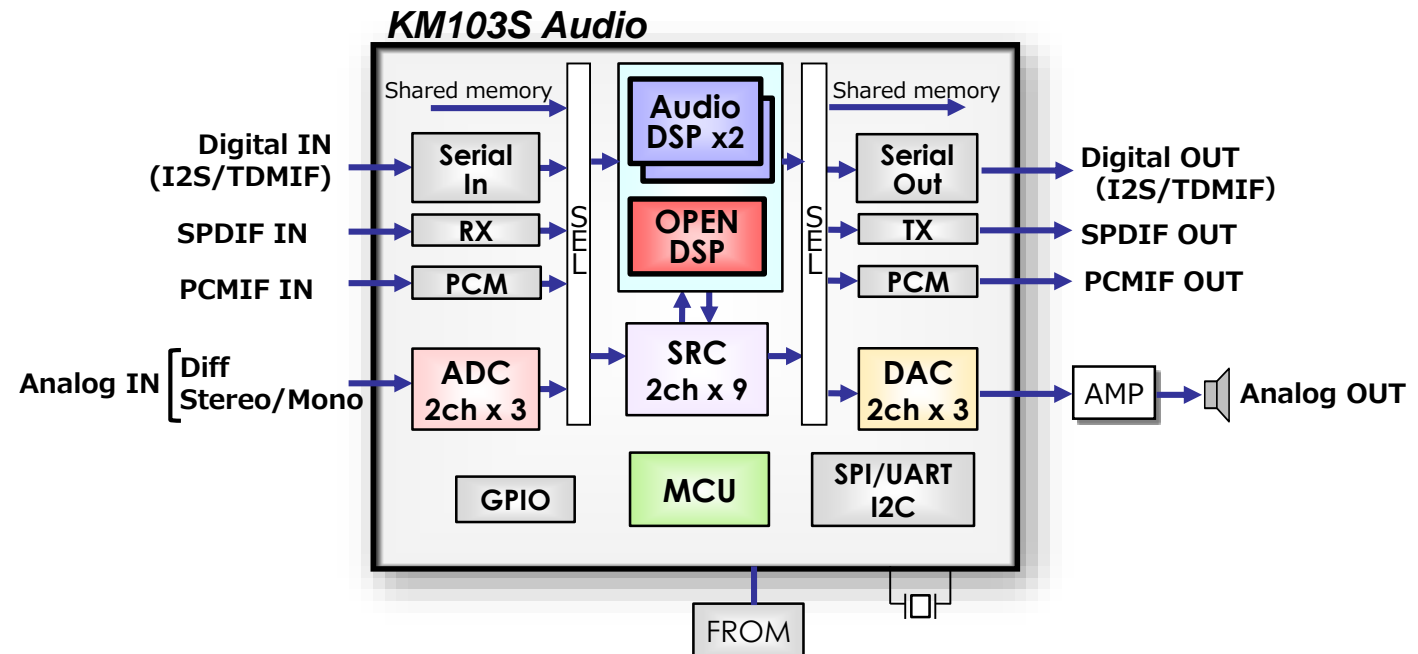 KM103S Audio
Shared memory
Digital IN
(I2S/TDMIF)
SPDIF IN
PCMIF IN
Analog IN
Diff
Stereo/Mono
Serial
In
RX
PCM
ADC
2ch x 3
SEL
Audio
DSP x2
OPEN
DSP
SRC
2ch x 9
SEL
Shared memory
Serial
Out
TX
PCM
DAC
2ch x 3
Digital OUT
(I2S/TDMIF)
SPDIF OUT
PCMIF OUT
AMP
Analog OUT
GPIO
MCU
SPI/UART
I2C
FROM